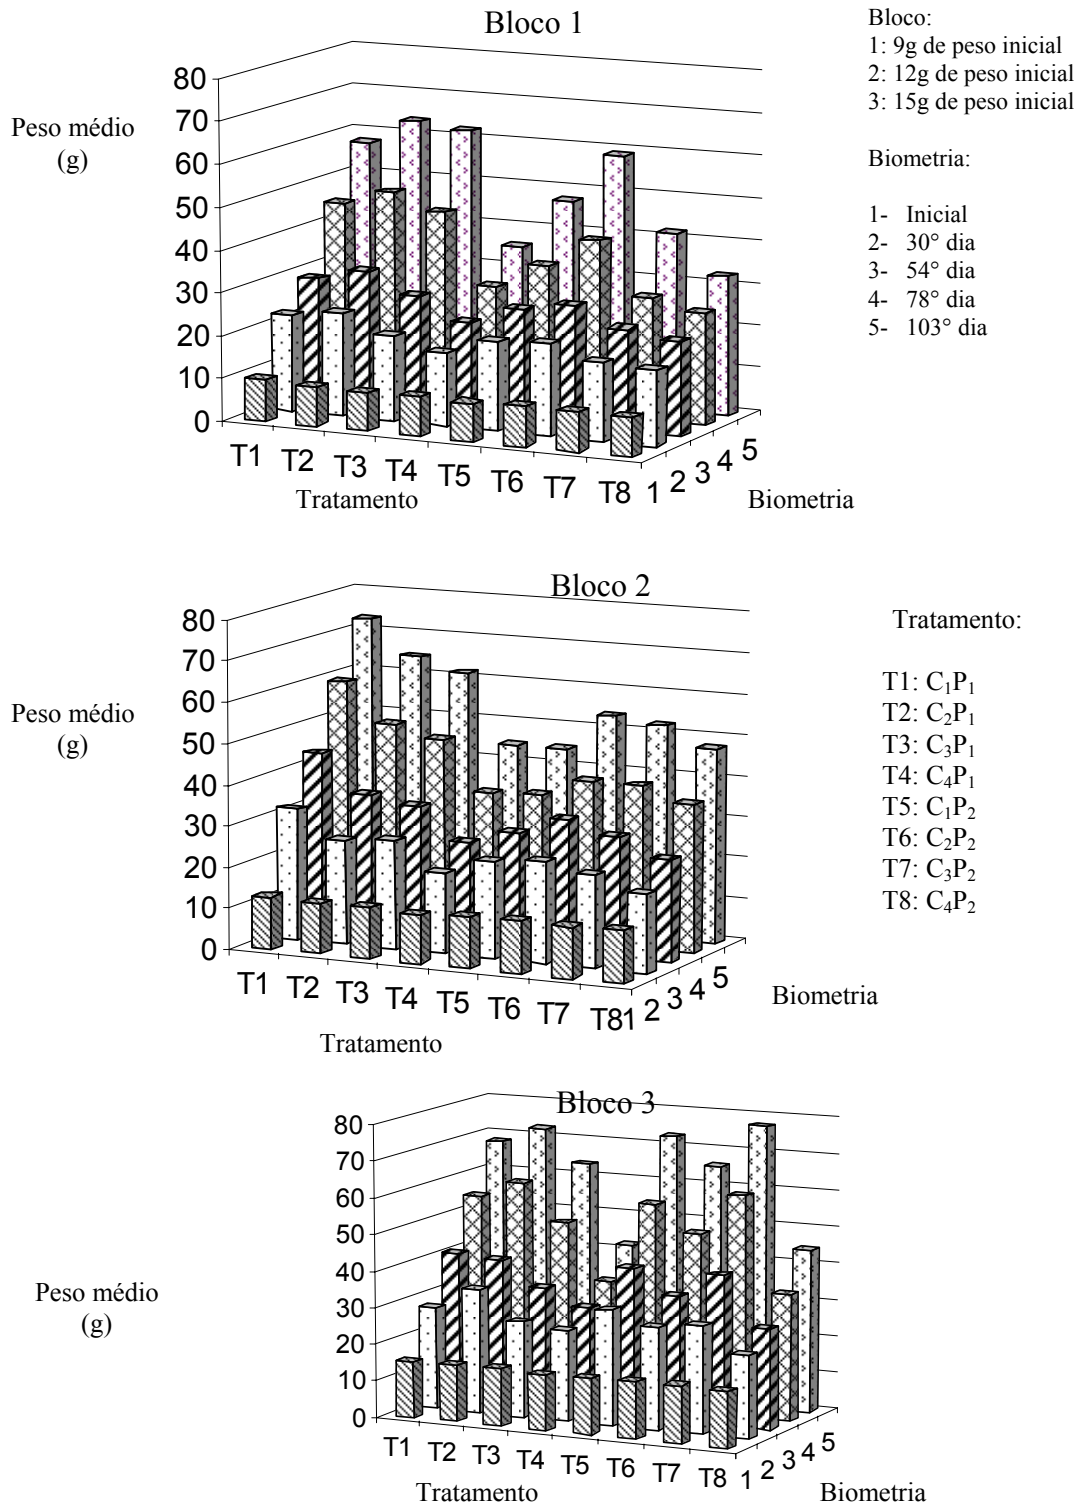 Bloco 1
Bloco:
1: 9g de peso inicial
2: 12g de peso inicial
3: 15g de peso inicial
Biometria:
1- Inicial
2- 30° dia
3- 54° dia
4- 78° dia
5- 103° dia
Peso médio
(g)
80
70
60
50
40
30
20
10
0
T1 T2 T3 T4 T5 T6 T7 T8
1 2 3 4 5
Tratamento
Biometria
Bloco 2
Peso médio
(g)
80
70
60
50
40
30
20
10
0
T1 T2 T3 T4 T5 T6 T7 T8
1 2 3 4 5
Tratamento
Biometria
Tratamento:
T1: C₁P₁
T2: C₂P₁
T3: C₃P₁
T4: C₄P₁
T5: C₁P₂
T6: C₂P₂
T7: C₃P₂
T8: C₄P₂
Bloco 3
Peso médio
(g)
80
70
60
50
40
30
20
10
0
T1 T2 T3 T4 T5 T6 T7 T8
1 2 3 4 5
Tratamento
Biometria